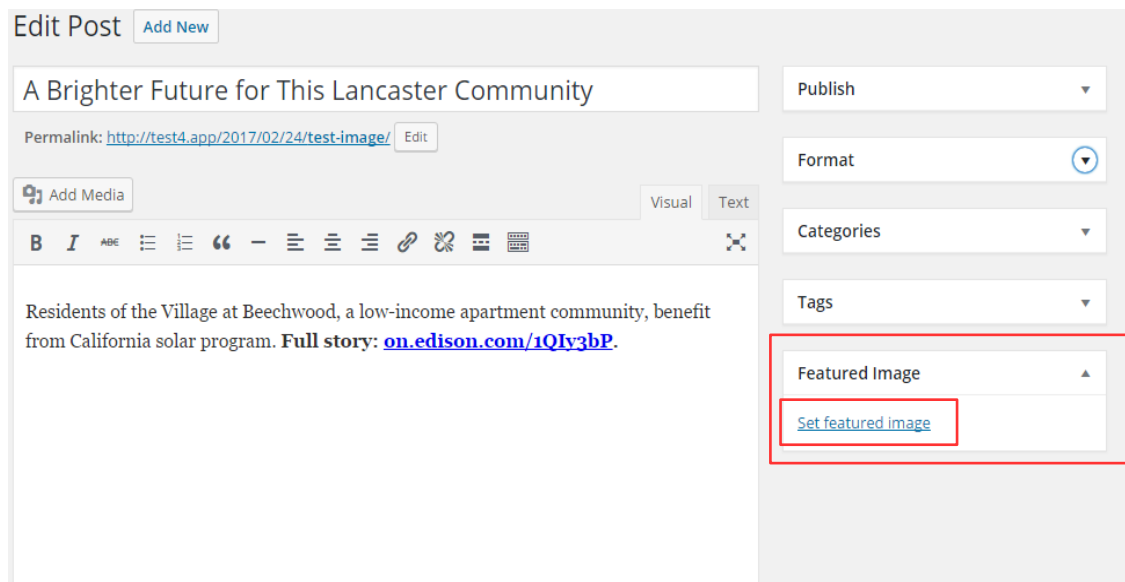 Edit Post Add New
A Brighter Future for This Lancaster Community
Permalink: http://test4.app/2017/02/24/test-image/ Edit
Add Media
Visual Text
B I ABE
Residents of the Village at Beechwood, a low-income apartment community, benefit
from California solar program. Full story: on.edison.com/1QIy3bP.
Publish
Format
Categories
Tags
Featured Image
Set featured image